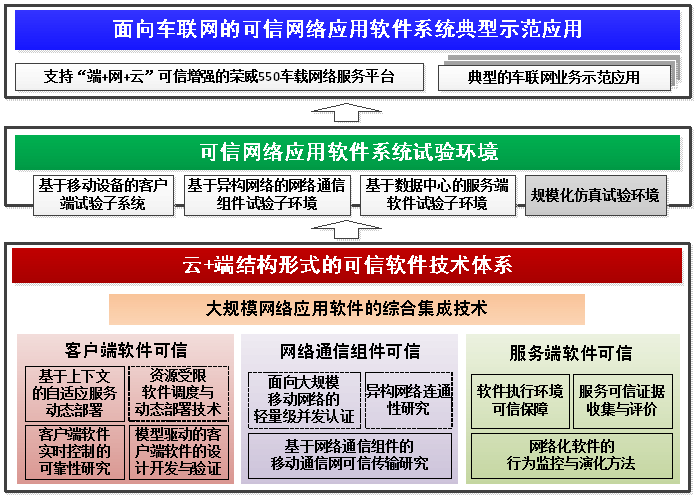 面向车联网的可信网络应用软件系统典型示范应用
支持“端+网+云”可信增强的荣威550车载网络服务平台
典型的车联网业务示范应用
可信网络应用软件系统试验环境
基于移动设备的客户
端试验子系统
基于异构网络的网络通信
组件试验子环境
基于数据中心的服务端
软件试验子环境
规模化仿真试验环境
云+端结构形式的可信软件技术体系
大规模网络应用软件的综合集成技术
客户端软件可信
基于上下文
的自适应服务
动态部署
资源受限
软件调度与
动态部署技术
客户端软件
实时控制的
可靠性研究
模型驱动的客
户端软件的设
计开发与验证
网络通信组件可信
面向大规模
移动网络的
轻量级并发认证
异构网络连通
性研究
基于网络通信组件的
移动通信网可信传输研究
服务端软件可信
软件执行环境
可信保障
服务可信证据
收集与评价
网络化软件的
行为监控与演化方法